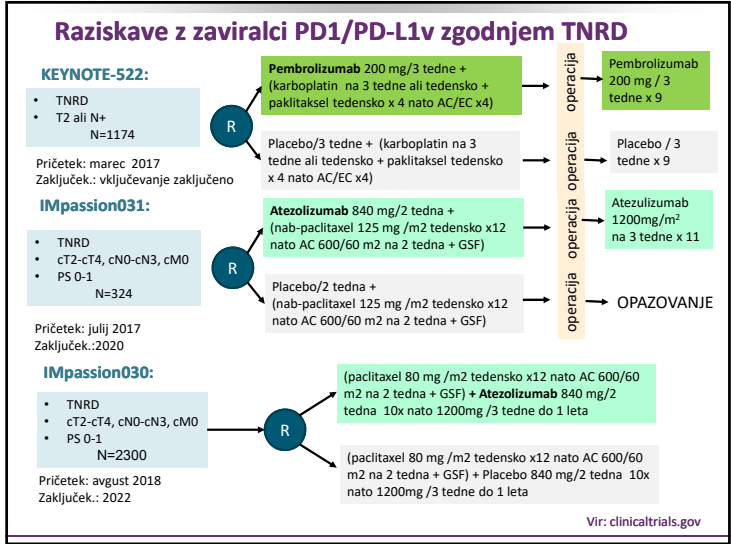 Raziskave z zaviralci PD1/PD-L1v zgodnjem TNRD
KEYNOTE-522:
• TNRD
• T2 ali N+
N=1174
Pričetek: marec 2017
Zaključek.: vključevanje zaključeno
R
Pembrolizumab 200 mg/3 tedne +
(karboplatin na 3 tedne ali tedensko +
paklitaksel tedensko x 4 nato AC/EC x4)
operacija
Pembrolizumab
200 mg / 3
tedne x 9
Placebo/3 tedne + (karboplatin na 3
tedne ali tedensko + paklitaksel tedensko
x 4 nato AC/EC x4)
operacija
Placebo / 3
tedne x 9
IMpassion031:
• TNRD
• cT2-cT4, cN0-cN3, cM0
• PS 0-1
N=324
Pričetek: julij 2017
Zaključek.:2020
R
Atezolizumab 840 mg/2 tedna +
(nab-paclitaxel 125 mg /m2 tedensko x12
nato AC 600/60 m2 na 2 tedna + GSF)
operacija
Atezulizumab
1200mg/m²
na 3 tedne x 11
Placebo/2 tedna +
(nab-paclitaxel 125 mg /m2 tedensko x12
nato AC 600/60 m2 na 2 tedna + GSF)
operacija
OPAZOVANJE
IMpassion030:
• TNRD
• cT2-cT4, cN0-cN3, cM0
• PS 0-1
N=2300
Pričetek: avgust 2018
Zaključek.: 2022
R
(paclitaxel 80 mg /m2 tedensko x12 nato AC 600/60
m2 na 2 tedna + GSF) + Atezolizumab 840 mg/2
tedna 10x nato 1200mg /3 tedne do 1 leta
(paclitaxel 80 mg /m2 tedensko x12 nato AC 600/60
m2 na 2 tedna + GSF) + Placebo 840 mg/2 tedna 10x
nato 1200mg /3 tedne do 1 leta
Vir: clinicaltrials.gov